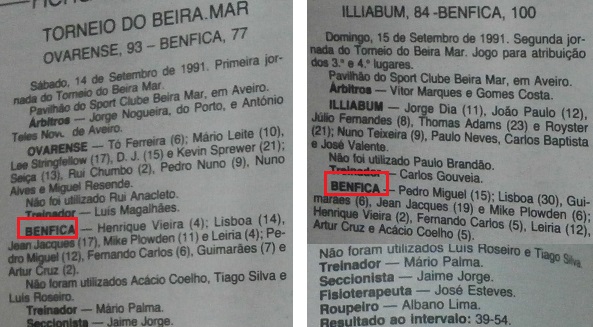 TORNEIO DO BEIRA.MAR
OVARENSE, 93 – BENFICA, 77
Sábado, 14 de Setembro de 1991. Primeira jor-
nada do Torneio do Beira Mar.
Pavilhão do Sport Clube Beira Mar, em Aveiro.
Árbitros — Jorge Nogueira, do Porto, e António
Teles Nov. de Aveiro.
OVARENSE — Tó Ferreira (6); Mário Leite (10),
Lee Stringfellow (17), D. J. (15) e Kevin Sprewer (21);
Seiça (13), Rui Chumbo (2), Pedro Nuno (9), Nuno
Alves e Miguel Resende.
Não foi utilizado Rui Anacleto.
Treinador — Luís Magalhães.
BENFICA — Henrique Vieira (4); Lisboa (14),
Jean Jacques (17), Mike Plowden (11) e Leiria (4); Pe-
dro Miguel (12), Fernando Carlos (6), Guimarães (7) e
Artur Cruz (2).
Não foram utilizados Acácio Coelho, Tiago Silva e
Luís Roseiro.
Treinador — Mário Palma.
Seccionista — Jaime Jorge.
ILLIABUM, 84 -BENFICA, 100
Domingo, 15 de Setembro de 1991. Segunda jor-
nada do Torneio do Beira Mar. Jogo para atribuição
dos 3.º e 4.º lugares.
Pavilhão do Sport Clube Beira Mar, em Aveiro.
Árbitros — Vitor Marques e Gomes Costa.
ILLIABUM — Jorge Dia (11), João Paulo (12),
Júlio Fernandes (8), Thomas Adams (23) e Royster
(21); Nuno Teixeira (9), Paulo Neves, Carlos Baptista
e José Valente.
Não foi utilizado Paulo Brandão.
Treinador — Carlos Gouveia.
BENFICA — Pedro Miguel (15); Lisboa (30), Gui-
marães (6), Jean Jacques (19) e Mike Plowden (6);
Henrique Vieira (2), Fernando Carlos (5), Leiria (12),
Artur Cruz e Acácio Coelho (5).
Não foram utilizados Luís Roseiro e Tiago Silva.
Treinador — Mário Palma.
Seccionista — Jaime Jorge.
Fisioterapeuta — José Esteves.
Roupeiro — Albano Lima.
Resultado ao intervalo: 39-54.